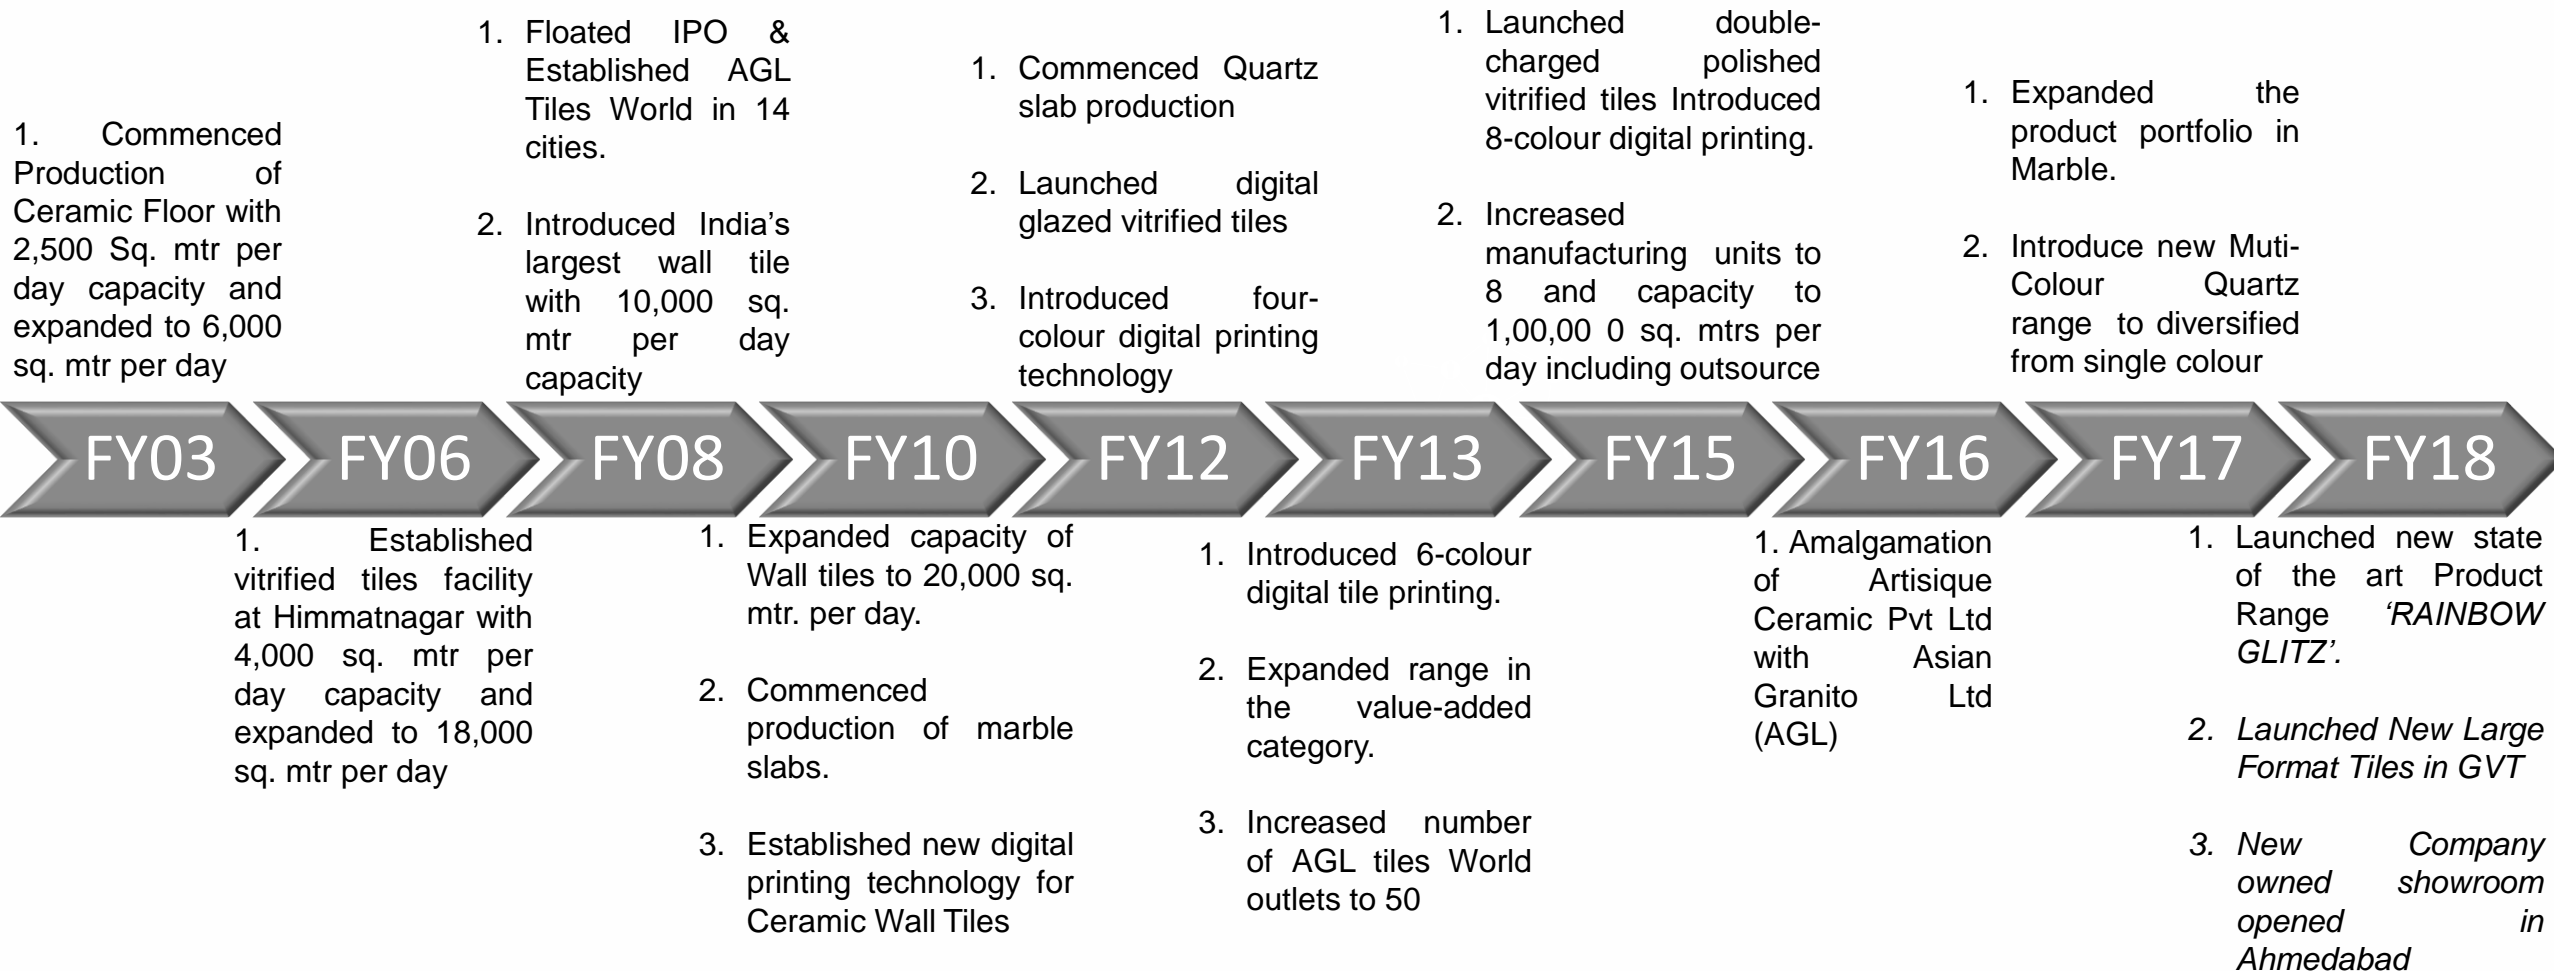 1. Commenced
Production of
Ceramic Floor with
2,500 Sq. mtr per
day capacity and
expanded to 6,000
sq. mtr per day
1. Floated IPO &
Established AGL
Tiles World in 14
cities.
2. Introduced India’s
largest wall tile
with 10,000 sq.
mtr per day
capacity
1. Commenced Quartz
slab production
2. Launched digital
glazed vitrified tiles
3. Introduced four-
colour digital printing
technology
1. Launched double-
charged polished
vitrified tiles Introduced
8-colour digital printing.
2. Increased
manufacturing units to
8 and capacity to
1,00,00 0 sq. mtrs per
day including outsource
1. Expanded the
product portfolio in
Marble.
2. Introduce new Muti-
Colour Quartz
range to diversified
from single colour
FY03 FY06 FY08 FY10 FY12 FY13 FY15 FY16 FY17 FY18
1. Established
vitrified tiles facility
at Himmatnagar with
4,000 sq. mtr per
day capacity and
expanded to 18,000
sq. mtr per day
1. Expanded capacity of
Wall tiles to 20,000 sq.
mtr. per day.
2. Commenced
production of marble
slabs.
3. Established new digital
printing technology for
Ceramic Wall Tiles
1. Introduced 6-colour
digital tile printing.
2. Expanded range in
the value-added
category.
3. Increased number
of AGL tiles World
outlets to 50
1. Amalgamation
of Artisique
Ceramic Pvt Ltd
with Asian
Granito Ltd
(AGL)
1. Launched new state
of the art Product
Range ‘RAINBOW
GLITZ’.
2. Launched New Large
Format Tiles in GVT
3. New Company
owned showroom
opened in
Ahmedabad